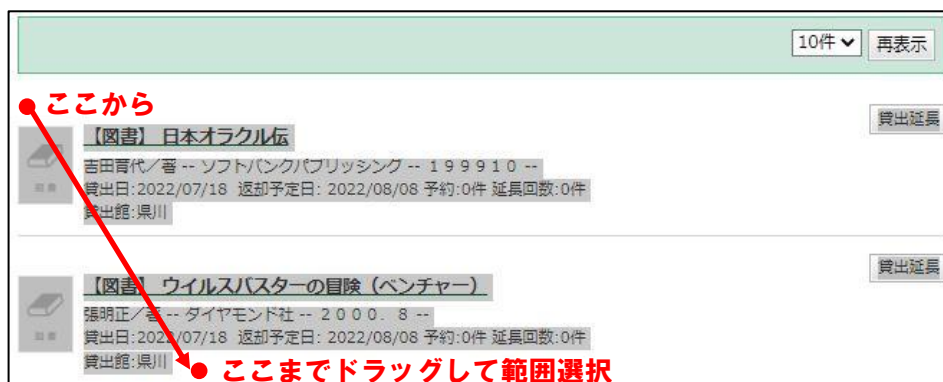 10件 再表示
ここから
貸出延長
【図書】 日本オラクル伝
吉田育代／著 -- ソフトバンクパブリッシング -- １９９９１０ --
貸出日:2022/07/18 返却予定日: 2022/08/08 予約:0件 延長回数:0件
貸出館:県川
貸出延長
【図書】 ウイルスバスターの冒険（ベンチャー）
張明正／著 -- ダイヤモンド社 -- ２０００．８ --
貸出日:2022/07/18 返却予定日: 2022/08/08 予約:0件 延長回数:0件
貸出館:県川
ここまでドラッグして範囲選択